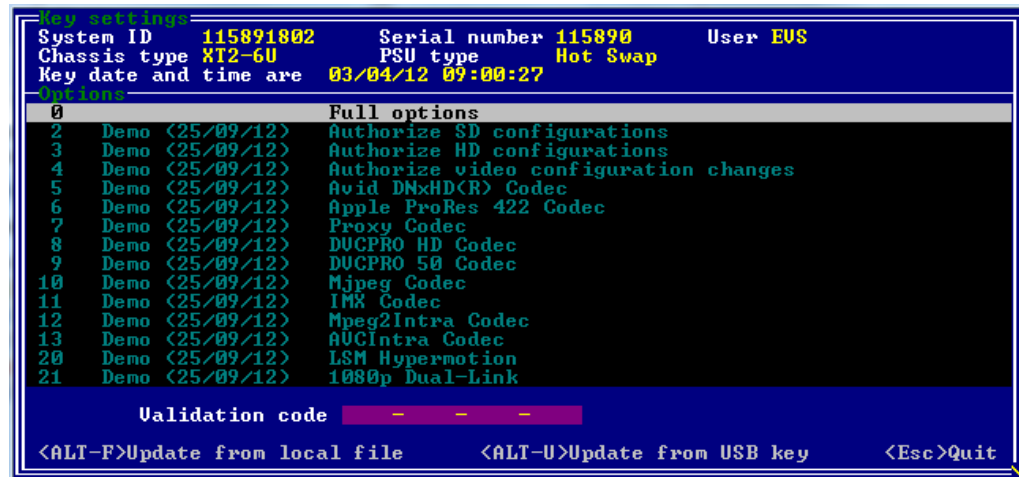 Key settings
System ID 115891802 Serial number 115890 User EVS
Chassis type XT2-6U PSU type Hot Swap
Key date and time are 03/04/12 09:00:27
Options
0 Full options
2 Demo (25/09/12) Authorize SD configurations
3 Demo (25/09/12) Authorize HD configurations
4 Demo (25/09/12) Authorize video configuration changes
5 Demo (25/09/12) Avid DNxHD(R) Codec
6 Demo (25/09/12) Apple ProRes 422 Codec
7 Demo (25/09/12) Proxy Codec
8 Demo (25/09/12) DVCPRO HD Codec
9 Demo (25/09/12) DVCPRO 50 Codec
10 Demo (25/09/12) Mjpeg Codec
11 Demo (25/09/12) IMX Codec
12 Demo (25/09/12) Mpeg2Intra Codec
13 Demo (25/09/12) AVCIntra Codec
20 Demo (25/09/12) LSM Hypermotion
21 Demo (25/09/12) 1080p Dual-Link
Validation code - - -
<ALT-F>Update from local file <ALT-U>Update from USB key <Esc>Quit